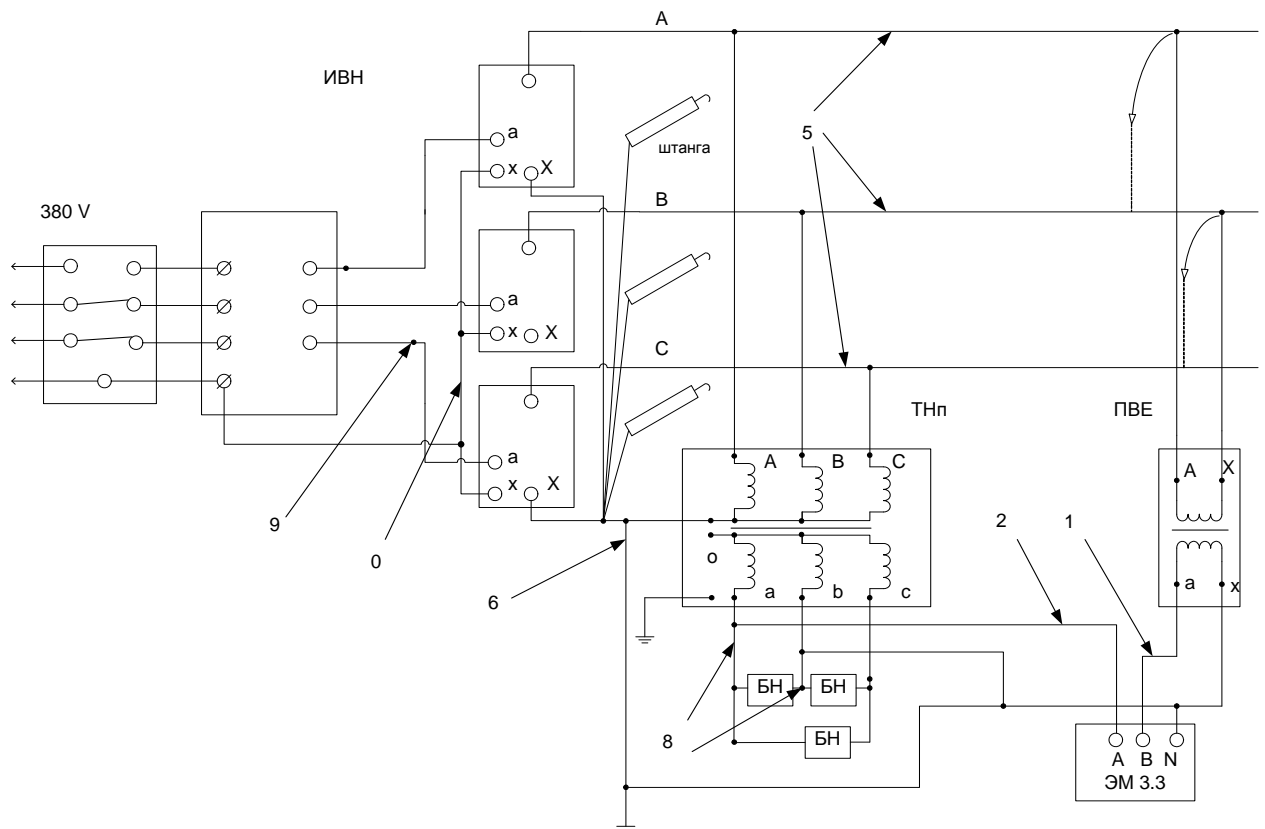 A
ИВН
a
x X
штанга
5
380 V
B
a
x X
C
a
x X
ТНп
ПВЕ
A B C
A X
9
0
6
2
1
o
a b c
a x
БН БН
8
БН
A B N
ЭМ 3.3